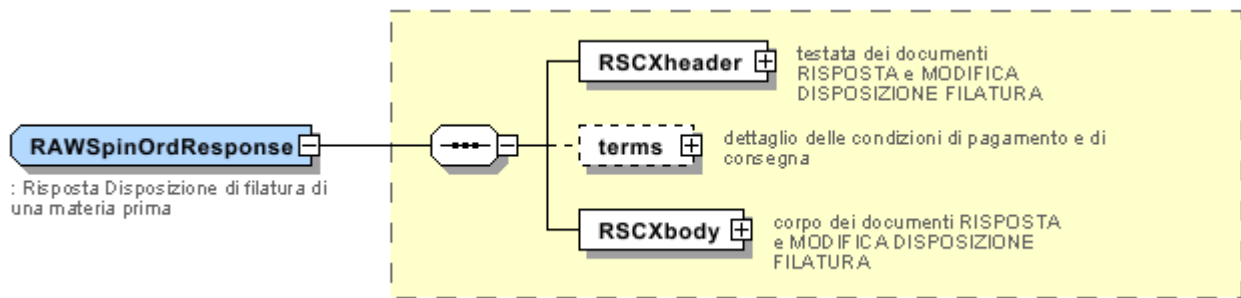 RSCXheader
testata dei documenti
RISPOSTA e MODIFICA
DISPOSIZIONE FILATURA
RAWSpinOrdResponse
: Risposta Disposizione di filatura di
una materia prima
terms
dettaglio delle condizioni di pagamento e di
consegna
RSCXbody
corpo dei documenti RISPOSTA
e MODIFICA DISPOSIZIONE
FILATURA